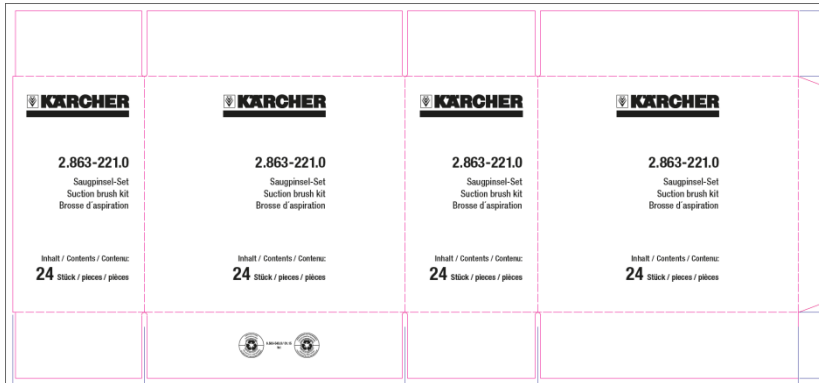 KÄRCHER
2.863-221.0
Saugpinsel-Set
Suction brush kit
Brosse d´aspiration
Inhalt / Contents / Contenu:
24 Stück / pieces / pièces
KÄRCHER
2.863-221.0
Saugpinsel-Set
Suction brush kit
Brosse d´aspiration
Inhalt / Contents / Contenu:
24 Stück / pieces / pièces
KÄRCHER
2.863-221.0
Saugpinsel-Set
Suction brush kit
Brosse d´aspiration
Inhalt / Contents / Contenu:
24 Stück / pieces / pièces
KÄRCHER
2.863-221.0
Saugpinsel-Set
Suction brush kit
Brosse d´aspiration
Inhalt / Contents / Contenu:
24 Stück / pieces / pièces